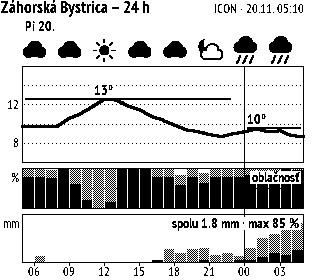 Záhorská Bystrica – 24 h
ICON · 20.11. 05:10
Pi 20.
13°
12
10°
8
%
oblačnosť
mm
spolu 1.8 mm · max 85 %
06 09 12 15 18 21 00 03